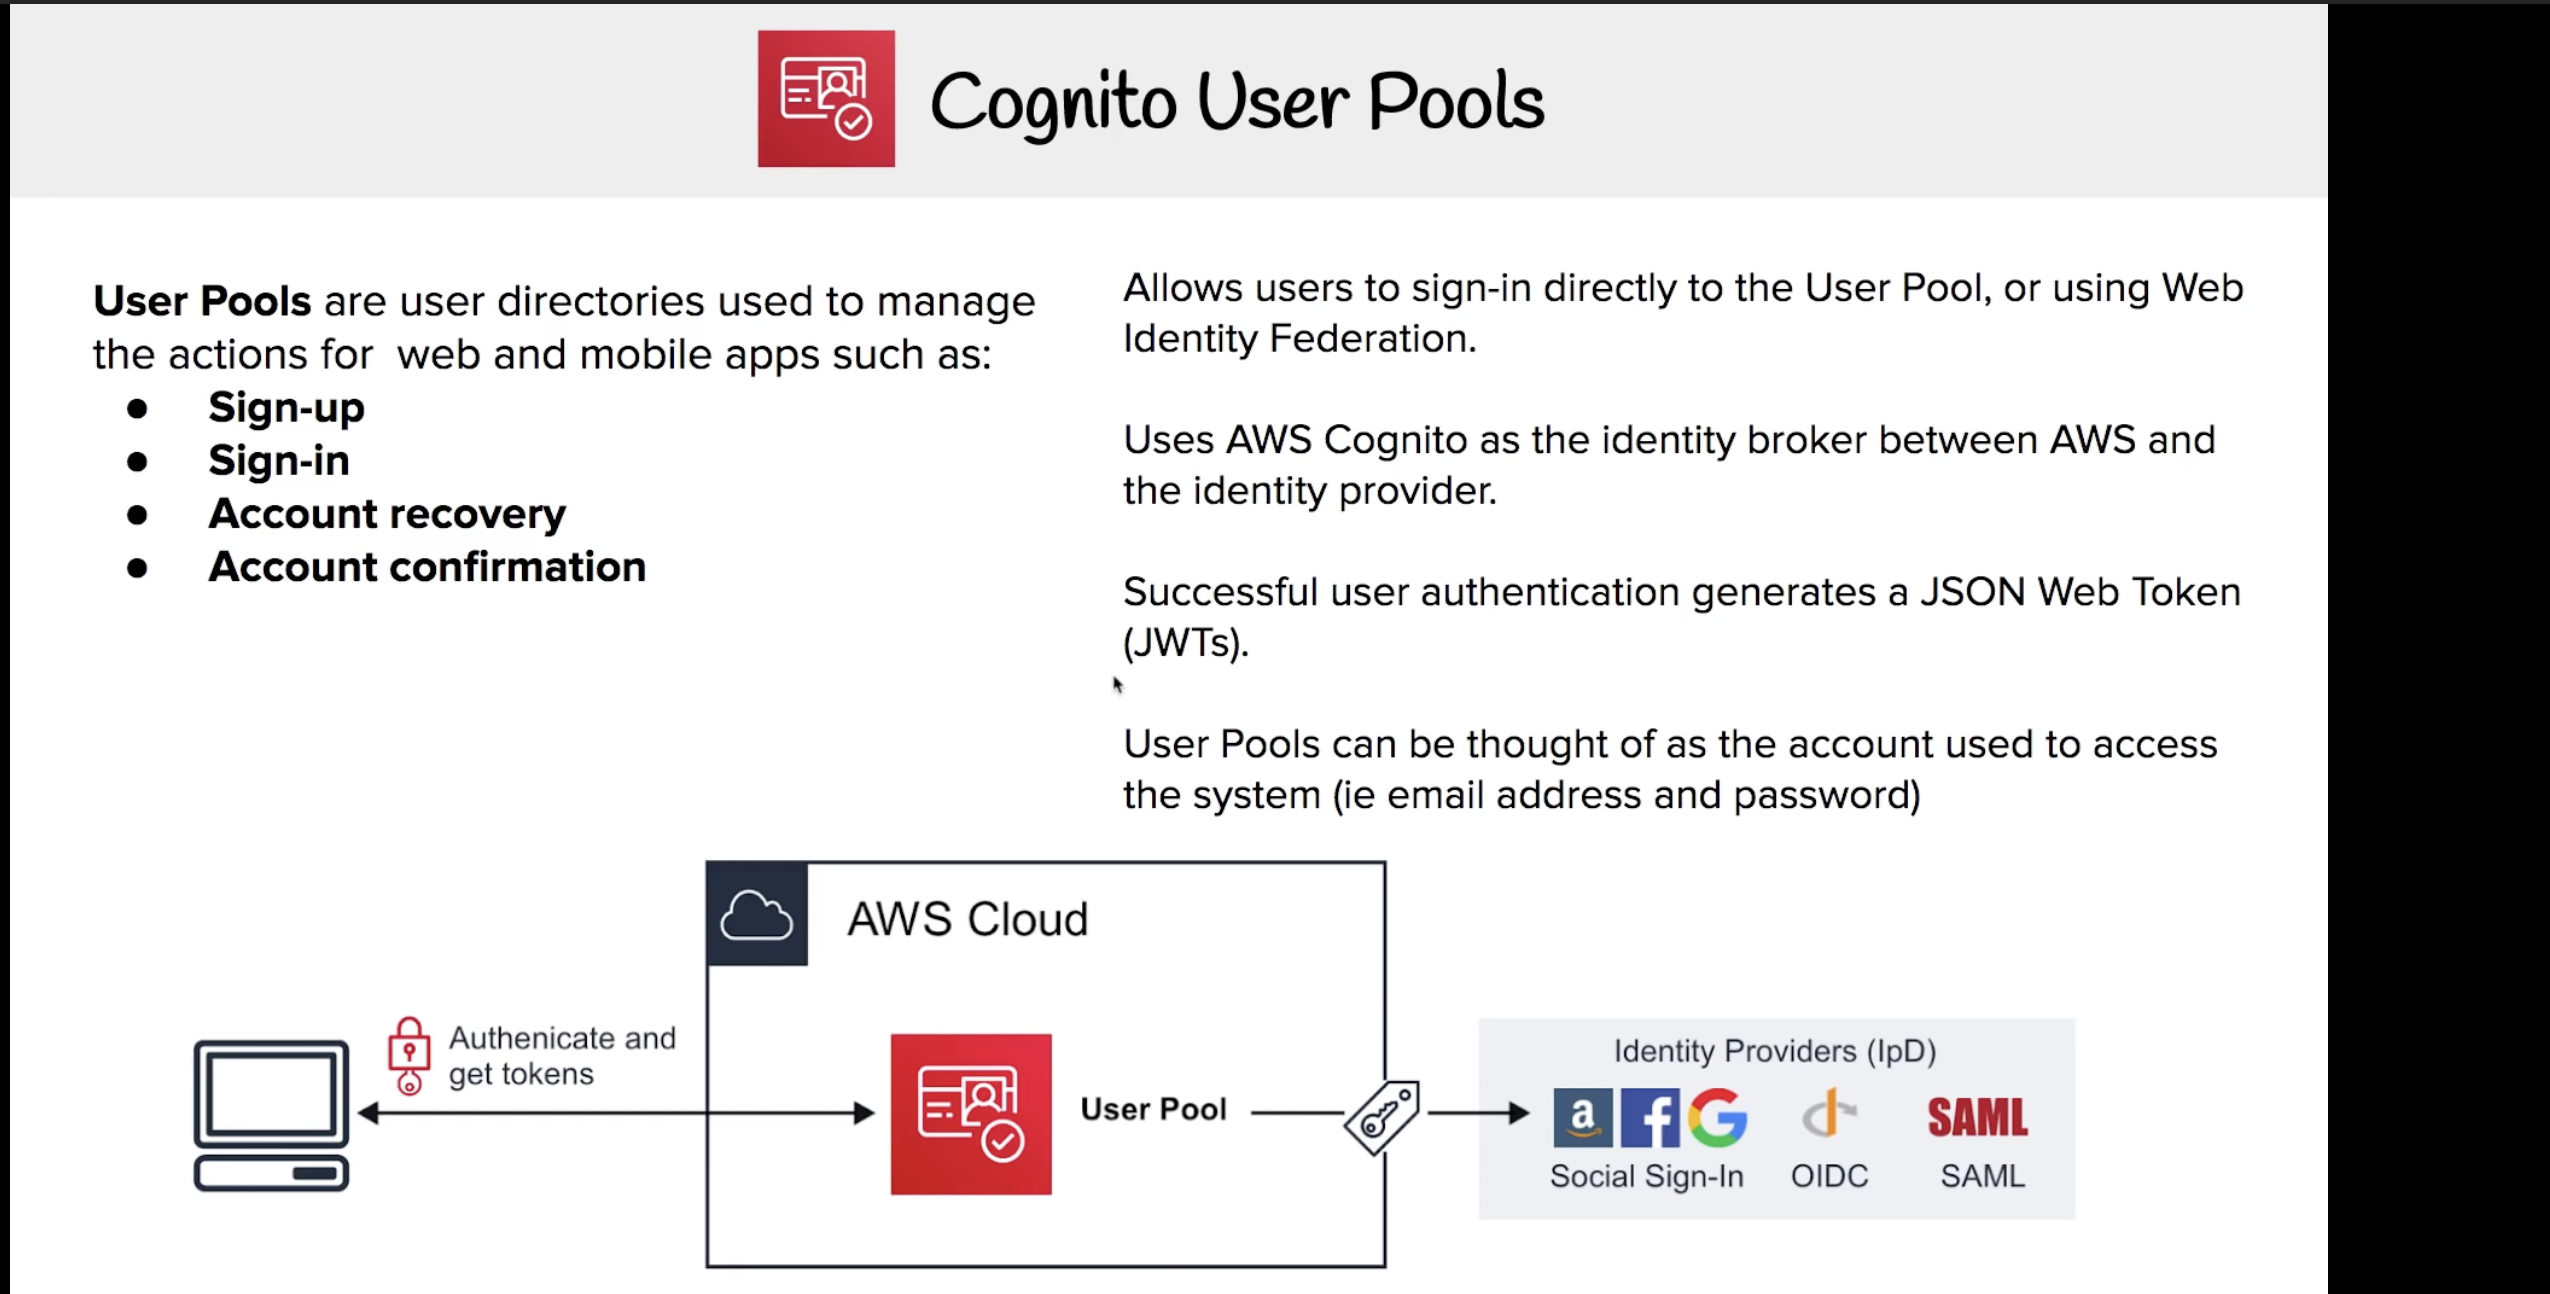 Cognito User Pools
User Pools are user directories used to manage
the actions for web and mobile apps such as:
● Sign-up
● Sign-in
● Account recovery
● Account confirmation
Allows users to sign-in directly to the User Pool, or using Web
Identity Federation.
Uses AWS Cognito as the identity broker between AWS and
the identity provider.
Successful user authentication generates a JSON Web Token
(JWTs).
User Pools can be thought of as the account used to access
the system (ie email address and password)
AWS Cloud
Authenicate and
get tokens
User Pool
Identity Providers (IpD)
a f G SAML
Social Sign-In OIDC SAML